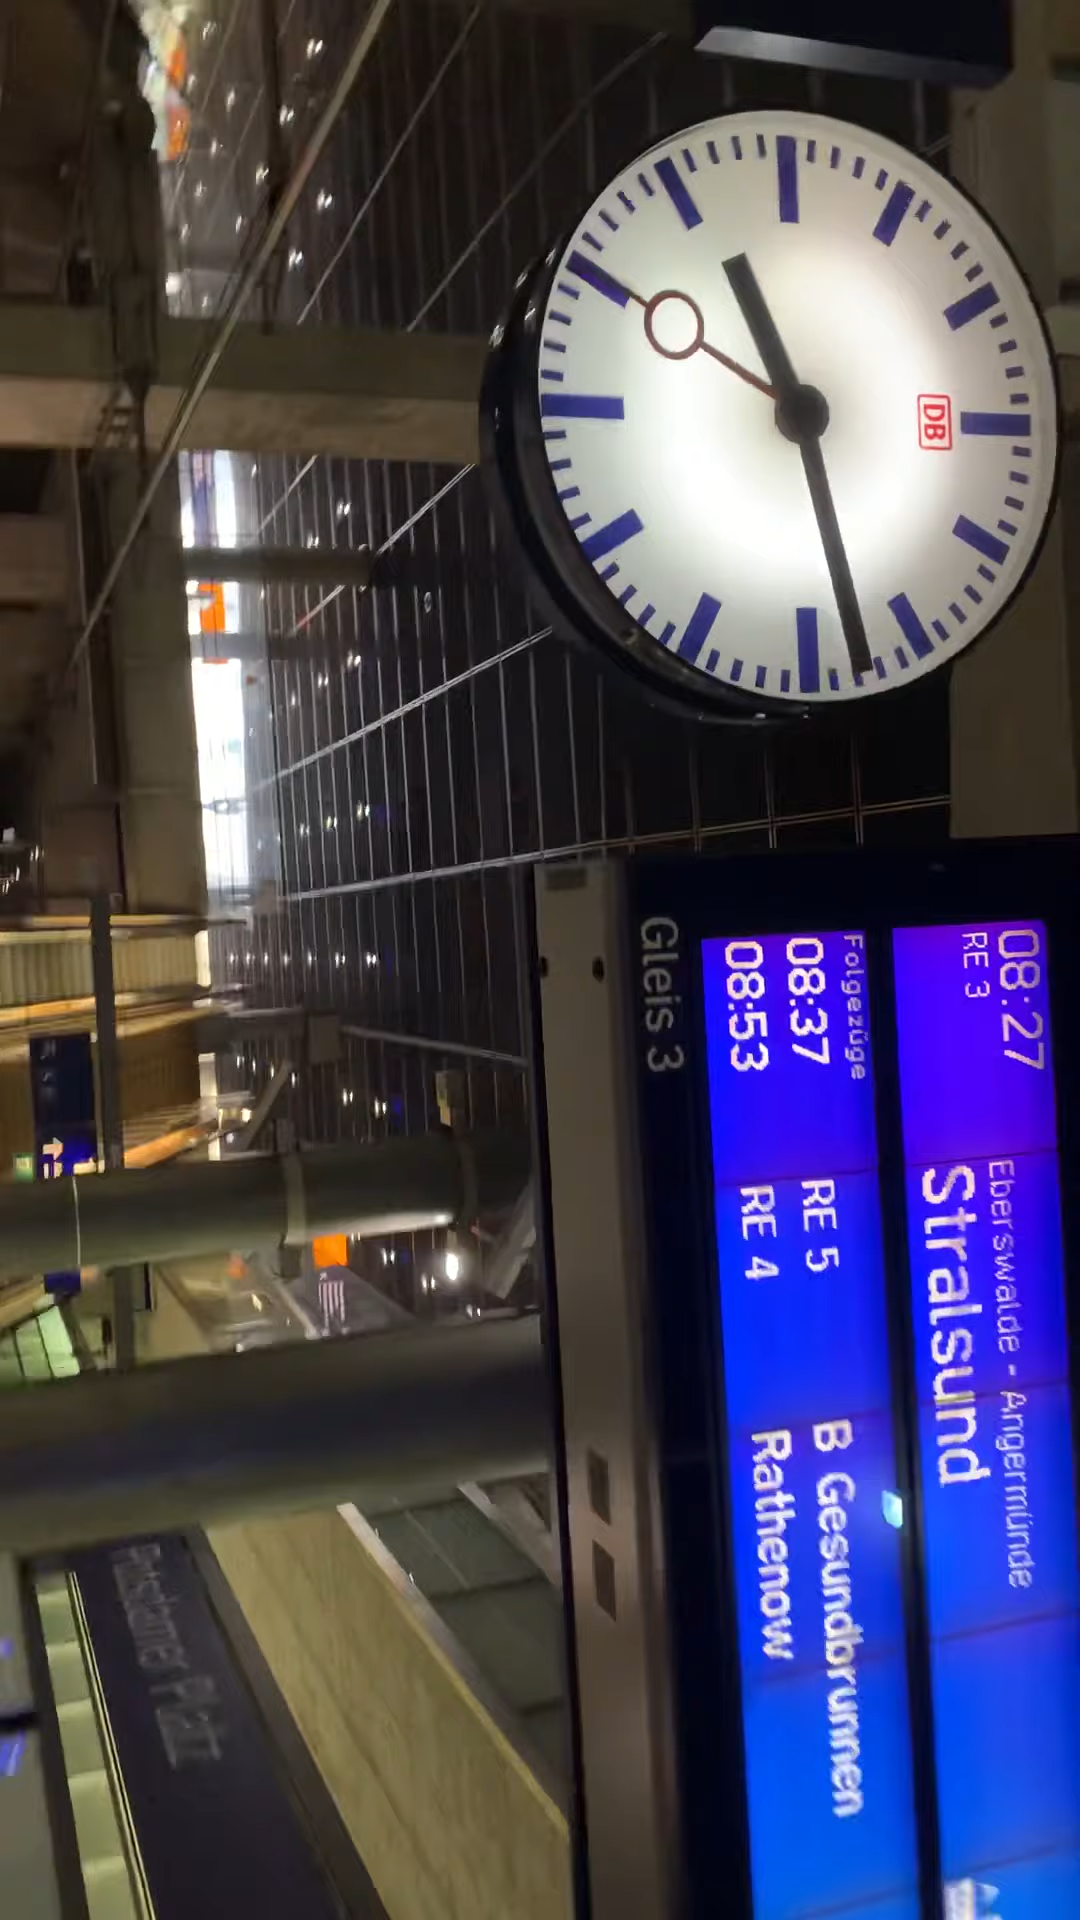 DB
08:27
Eberswalde - Angermünde
RE 3
Stralsund
Folgezüge
08:37 RE 5 B Gesundbrunnen
08:53 RE 4 Rathenow
Gleis 3
Potsdamer Platz